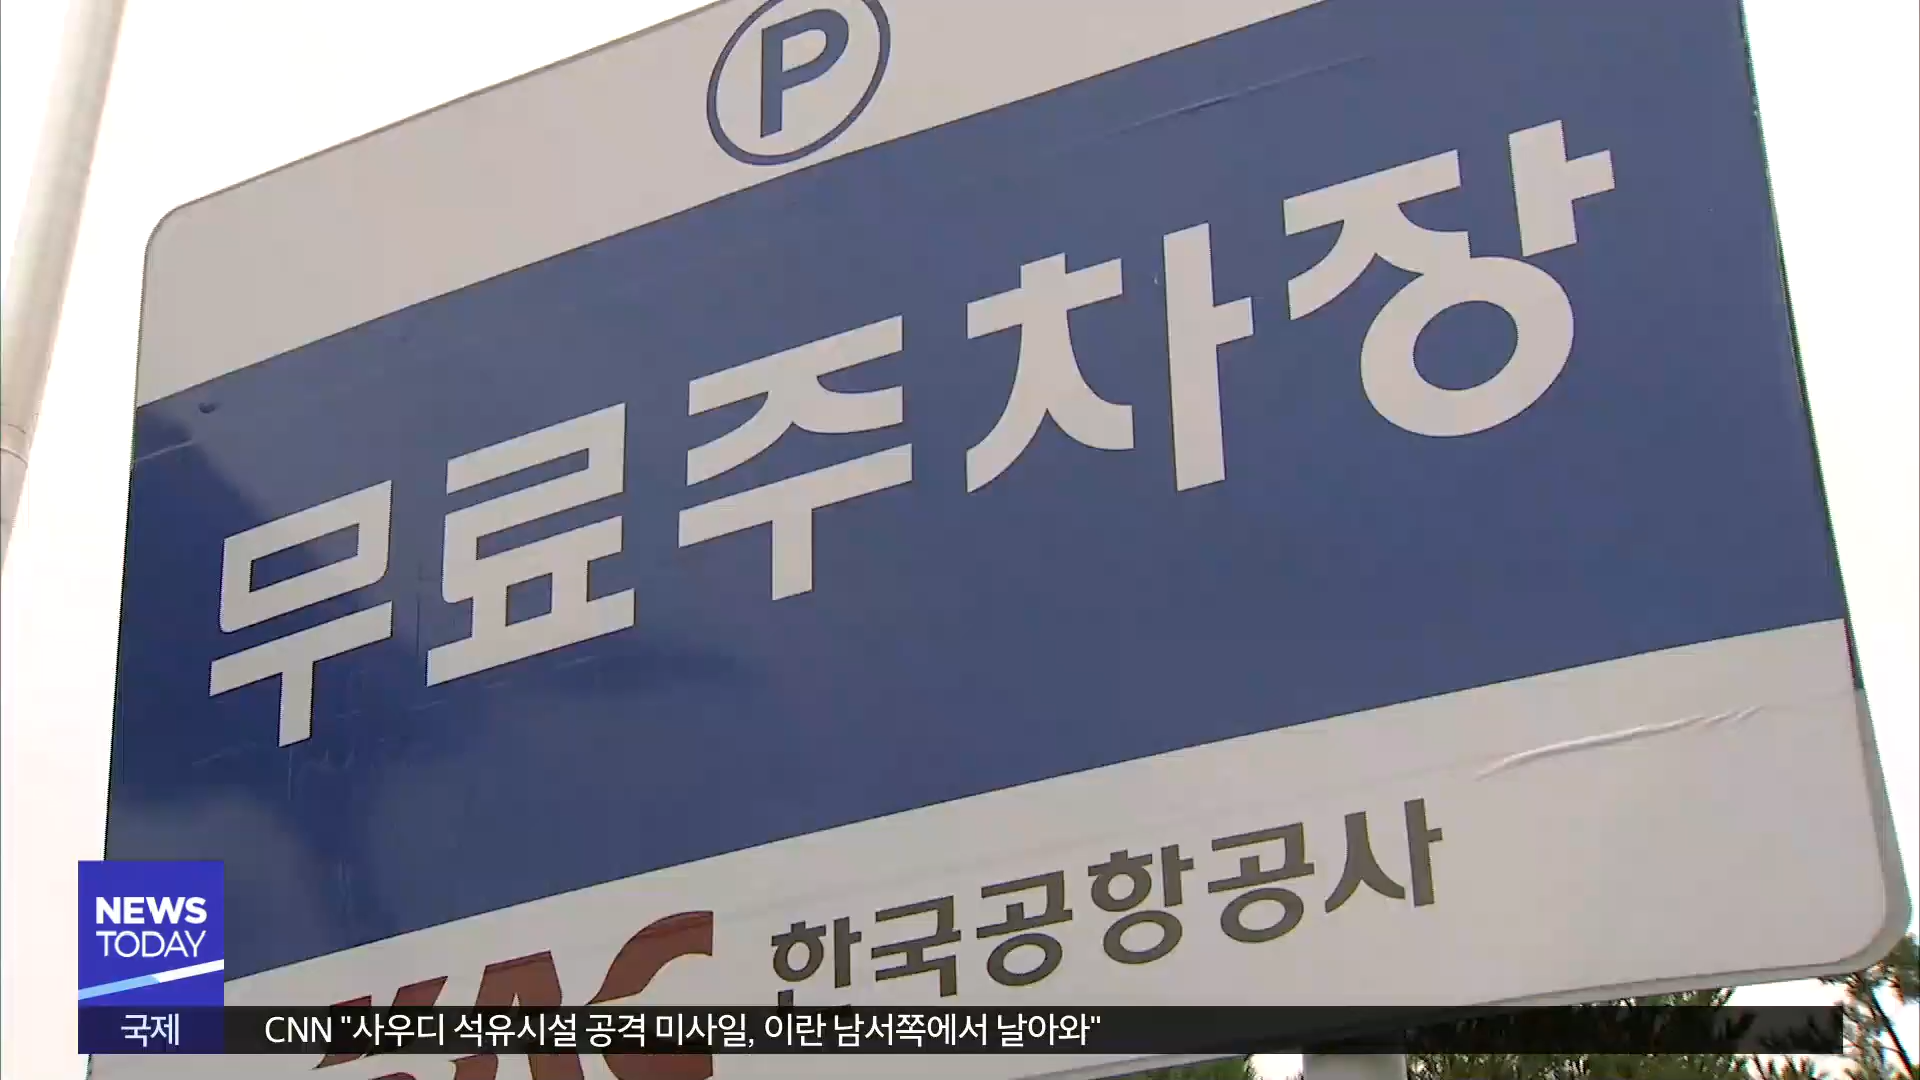 P
무료주차장
KAC 한국공항공사
NEWS
TODAY
국제 CNN "사우디 석유시설 공격 미사일, 이란 남서쪽에서 날아와"